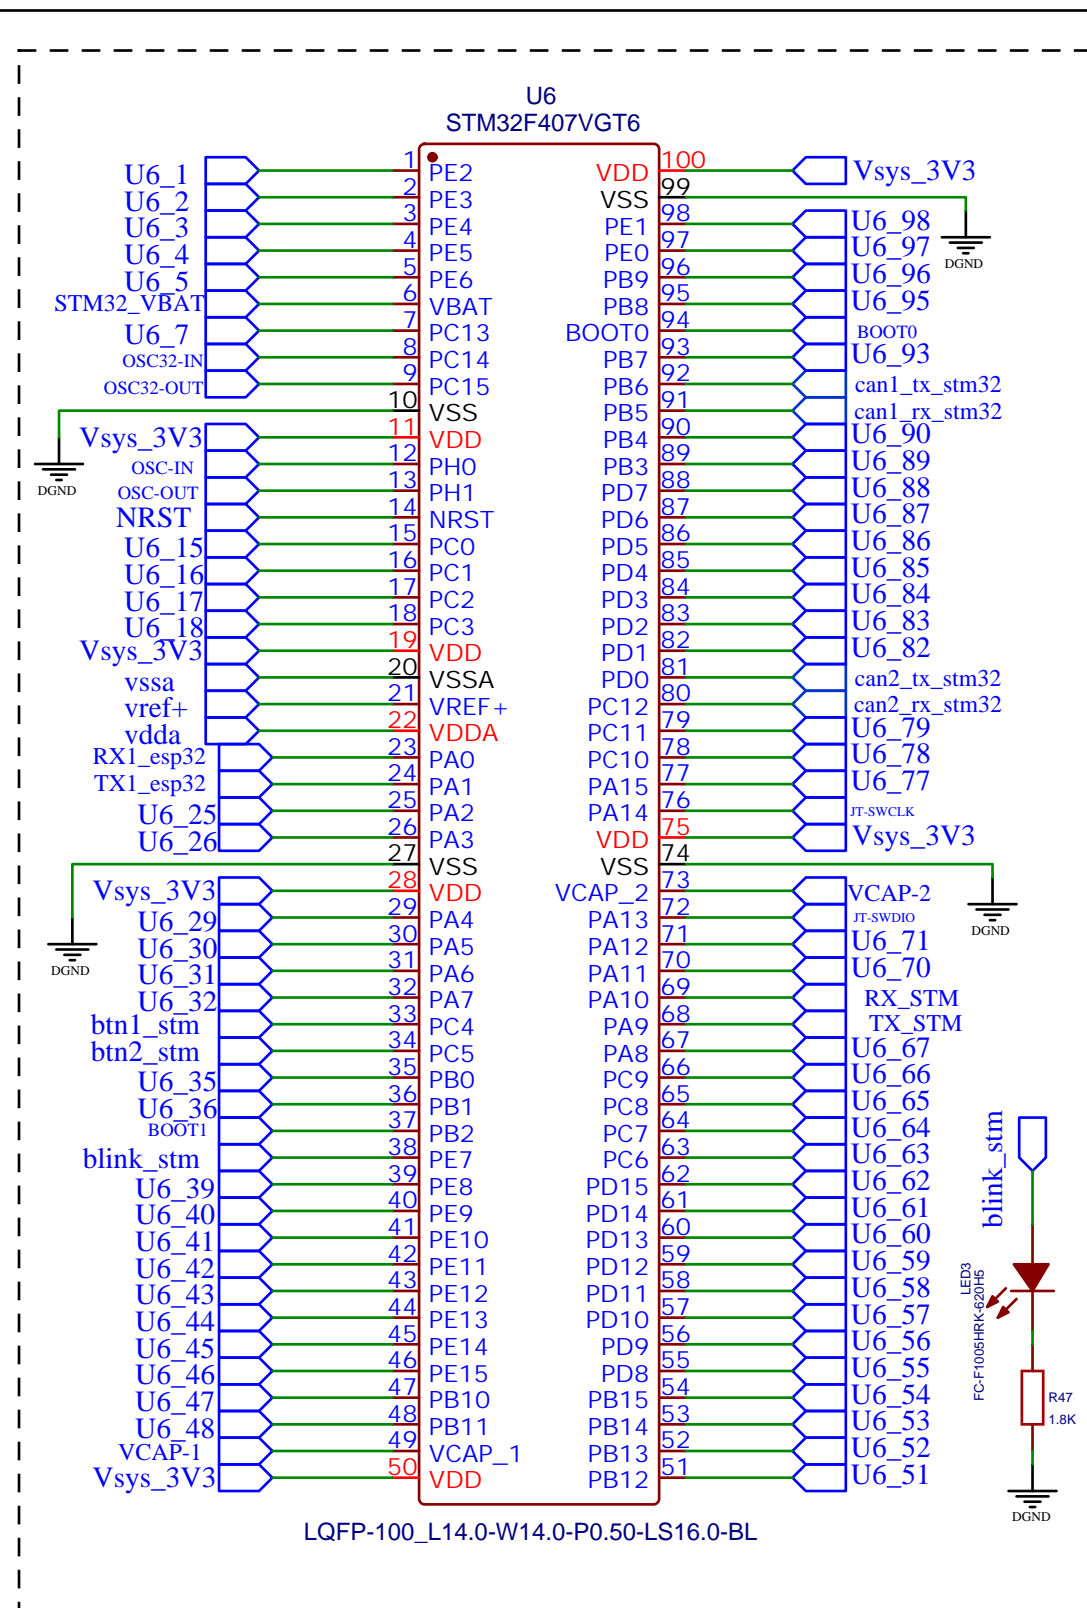 U6
STM32F407VGT6
U6_1 1 PE2 VDD 100 Vsys_3V3
U6_2 2 PE3 VSS 99
U6_3 3 PE4 PE1 98 U6_98
U6_4 4 PE5 PE0 97 U6_97
DGND
U6_5 5 PE6 PB9 96 U6_96
STM32_VBAT 6 VBAT PB8 95 U6_95
U6_7 7 PC13 BOOT0 94 BOOT0
OSC32-IN 8 PC14 PB7 93 U6_93
OSC32-OUT 9 PC15 PB6 92 can1_tx_stm32
10 VSS PB5 91 can1_rx_stm32
Vsys_3V3 11 VDD PB4 90 U6_90
OSC-IN 12 PH0 PB3 89 U6_89
DGND
OSC-OUT 13 PH1 PD7 88 U6_88
NRST 14 NRST PD6 87 U6_87
U6_15 15 PC0 PD5 86 U6_86
U6_16 16 PC1 PD4 85 U6_85
U6_17 17 PC2 PD3 84 U6_84
U6_18 18 PC3 PD2 83 U6_83
Vsys_3V3 19 VDD PD1 82 U6_82
vssa 20 VSSA PD0 81 can2_tx_stm32
vref+ 21 VREF+ PC12 80 can2_rx_stm32
vdda 22 VDDA PC11 79 U6_79
RX1_esp32 23 PA0 PC10 78 U6_78
TX1_esp32 24 PA1 PA15 77 U6_77
U6_25 25 PA2 PA14 76 JT-SWCLK
U6_26 26 PA3 VDD 75 Vsys_3V3
27 VSS VSS 74
Vsys_3V3 28 VDD VCAP_2 73 VCAP-2
U6_29 29 PA4 PA13 72 JT-SWDIO
DGND
U6_30 30 PA5 PA12 71 U6_71
U6_31 31 PA6 PA11 70 U6_70
DGND
U6_32 32 PA7 PA10 69 RX_STM
btn1_stm 33 PC4 PA9 68 TX_STM
btn2_stm 34 PC5 PA8 67 U6_67
U6_35 35 PB0 PC9 66 U6_66
U6_36 36 PB1 PC8 65 U6_65
BOOT1 37 PB2 PC7 64 U6_64
blink_stm 38 PE7 PC6 63 U6_63
U6_39 39 PE8 PD15 62 U6_62
U6_40 40 PE9 PD14 61 U6_61
U6_41 41 PE10 PD13 60 U6_60
U6_42 42 PE11 PD12 59 U6_59
U6_43 43 PE12 PD11 58 U6_58
U6_44 44 PE13 PD10 57 U6_57
U6_45 45 PE14 PD9 56 U6_56
U6_46 46 PE15 PD8 55 U6_55
U6_47 47 PB10 PB15 54 U6_54
U6_48 48 PB11 PB14 53 U6_53
VCAP-1 49 VCAP_1 PB13 52 U6_52
Vsys_3V3 50 VDD PB12 51 U6_51
blink_stm
LED3
FC-F1005HRK-620H5
R47
1.8K
DGND
LQFP-100_L14.0-W14.0-P0.50-LS16.0-BL